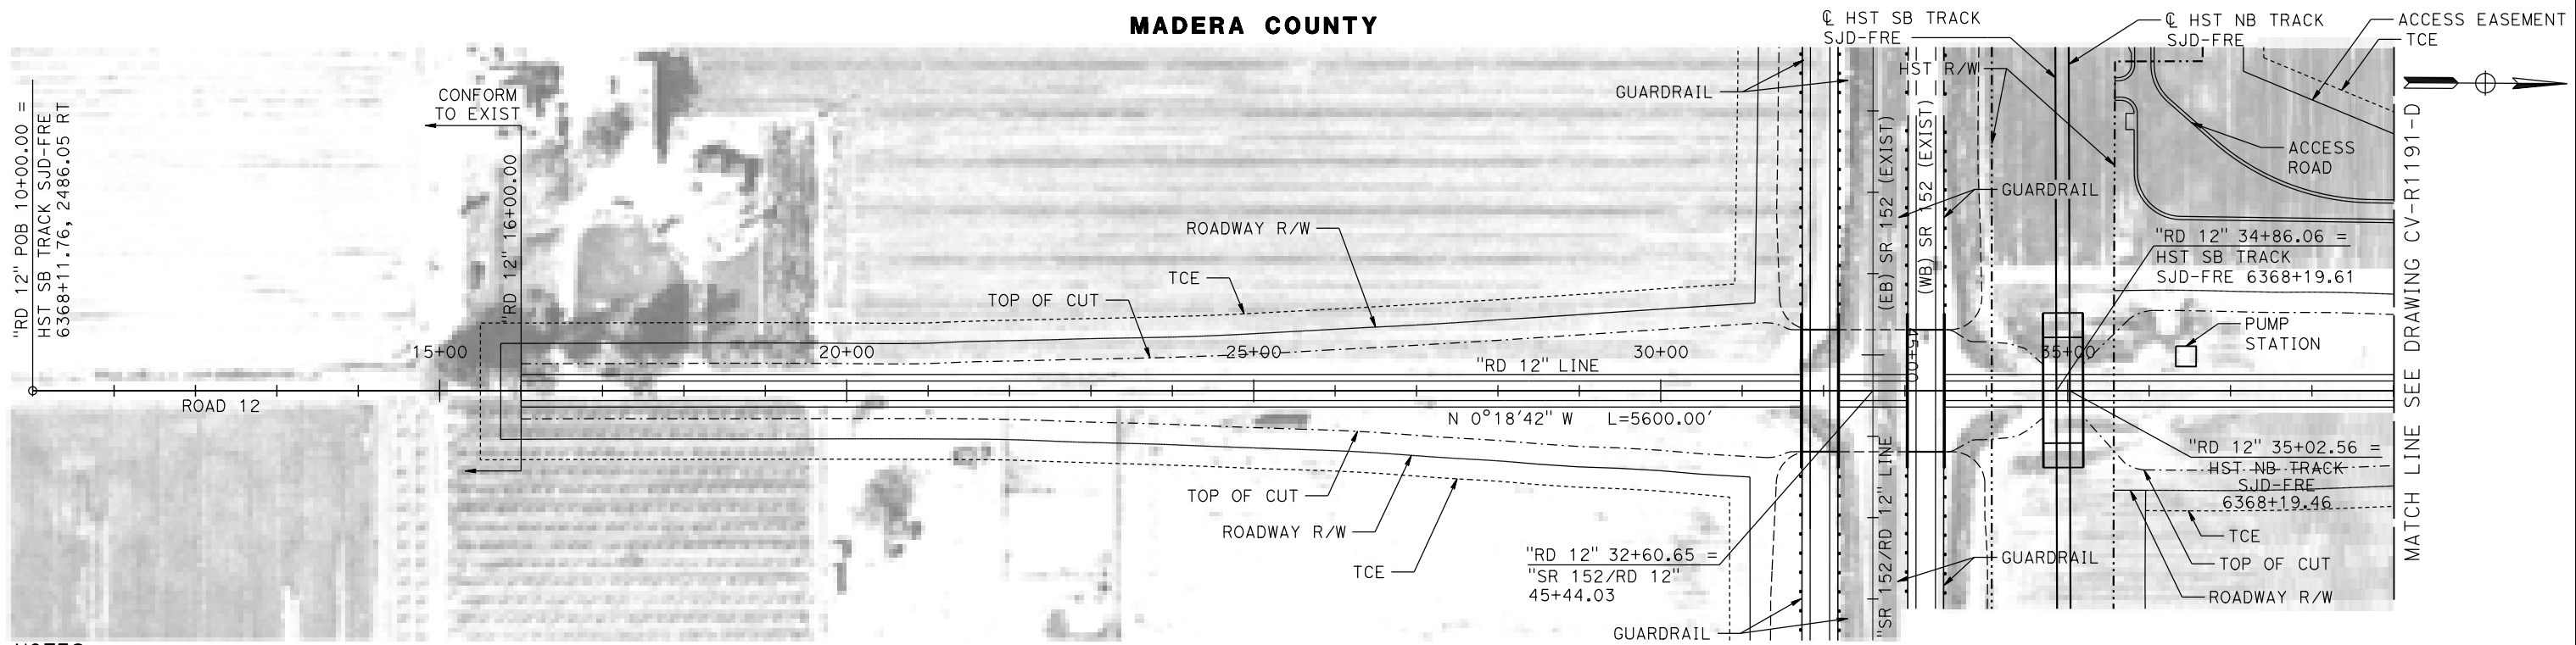 MADERA COUNTY
℄ HST SB TRACK
SJD-FRE
℄ HST NB TRACK
SJD-FRE
ACCESS EASEMENT
TCE
HST R/W
GUARDRAIL
CONFORM
TO EXIST
"RD 12" POB 10+00.00 =
HST SB TRACK SJD-FRE
6368+11.76, 2486.05 RT
"RD 12" 16+00.00
ROADWAY R/W
TCE
TOP OF CUT
(EB) SR 152 (EXIST)
(WB) SR 152 (EXIST)
GUARDRAIL
ACCESS
ROAD
"RD 12" 34+86.06 =
HST SB TRACK
SJD-FRE 6368+19.61
PUMP
STATION
15+00
20+00
25+00
30+00
45+00
35+00
"RD 12" LINE
ROAD 12
N 0°18'42" W L=5600.00'
"RD 12" 35+02.56 =
HST NB TRACK
SJD-FRE
6368+19.46
TOP OF CUT
ROADWAY R/W
TCE
"RD 12" 32+60.65 =
"SR 152/RD 12"
45+44.03
"SR 152/RD 12" LINE
GUARDRAIL
GUARDRAIL
TCE
TOP OF CUT
ROADWAY R/W
MATCH LINE SEE DRAWING CV-R11191-D